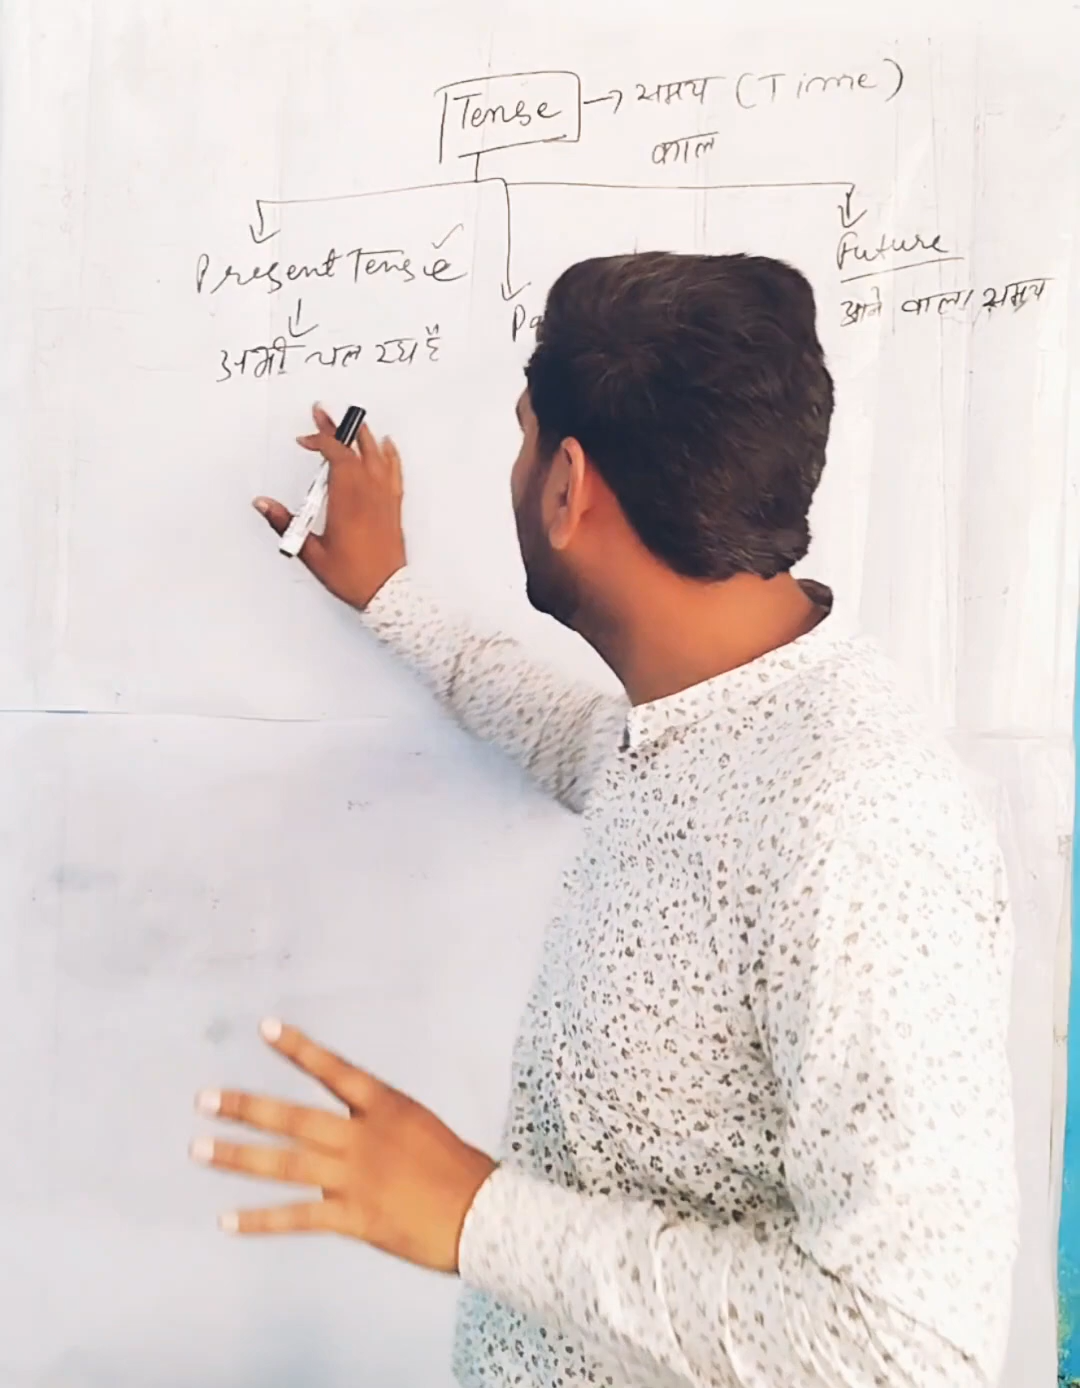 Tense → समय (Time)
काल
Present Tense ✓
Future
अभी चल रहा है
आने वाला समय